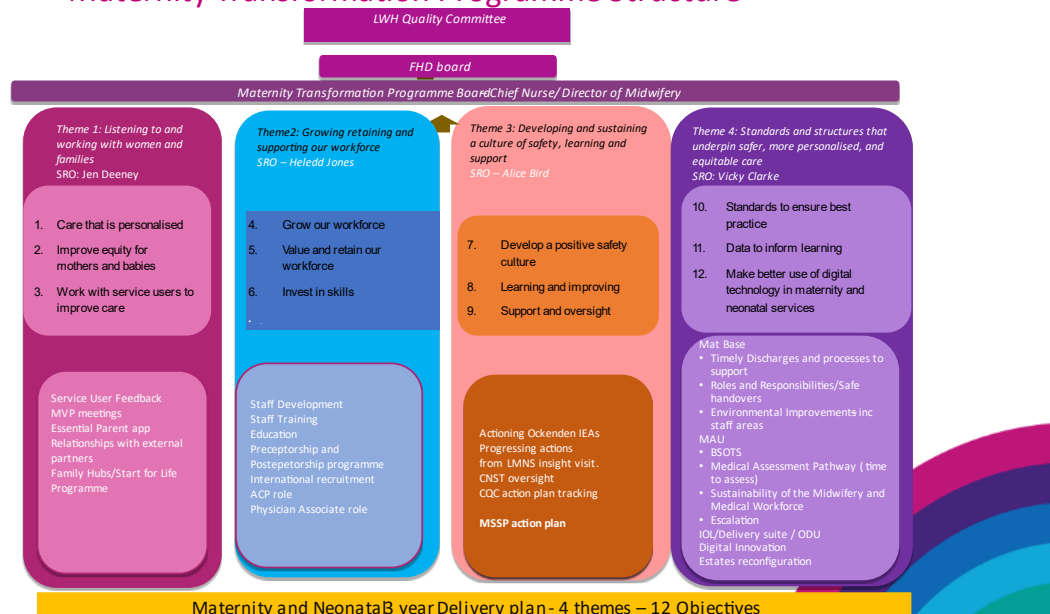 Maternity Transformation Programme Structure
LWH Quality Committee
FHD board
Maternity Transformation Programme Board-Chief Nurse/ Director of Midwifery
Theme 1: Listening to and
working with women and
families
SRO: Jen Deeney
1. Care that is personalised
2. Improve equity for
mothers and babies
3. Work with service users to
improve care
Service User Feedback
MVP meetings
Essential Parent app
Relationships with external
partners
Family Hubs/Start for Life
Programme
Theme2: Growing retaining and
supporting our workforce
SRO – Heledd Jones
4. Grow our workforce
5. Value and retain our
workforce
6. Invest in skills
• .
Staff Development
Staff Training
Education
Preceptorship and
Postepetorship programme
International recruitment
ACP role
Physician Associate role
Theme 3: Developing and sustaining
a culture of safety, learning and
support
SRO – Alice Bird
7. Develop a positive safety
culture
8. Learning and improving
9. Support and oversight
Actioning Ockenden IEAs
Progressing actions
from LMNS insight visit.
CNST oversight
CQC action plan tracking
MSSP action plan
Theme 4: Standards and structures that
underpin safer, more personalised, and
equitable care
SRO: Vicky Clarke
10. Standards to ensure best
practice
11. Data to inform learning
12. Make better use of digital
technology in maternity and
neonatal services
Mat Base
• Timely Discharges and processes to
support
• Roles and Responsibilities/Safe
handovers
• Environmental Improvements- inc
staff areas
MAU
• BSOTS
• Medical Assessment Pathway ( time
to assess)
• Sustainability of the Midwifery and
Medical Workforce
• Escalation
IOL/Delivery suite / ODU
Digital Innovation
Estates reconfiguration
Maternity and Neonatal 3 year Delivery plan - 4 themes – 12 Objectives